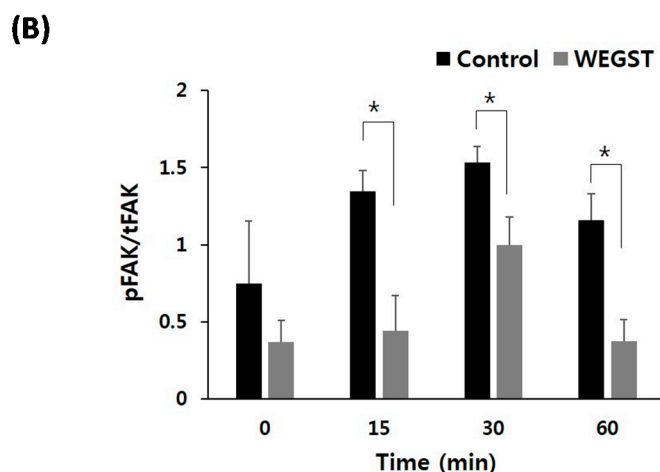 (B)
Control WEGST
2
1.5
1
0.5
0
pFAK/tFAK
* * *
0 15 30 60
Time (min)